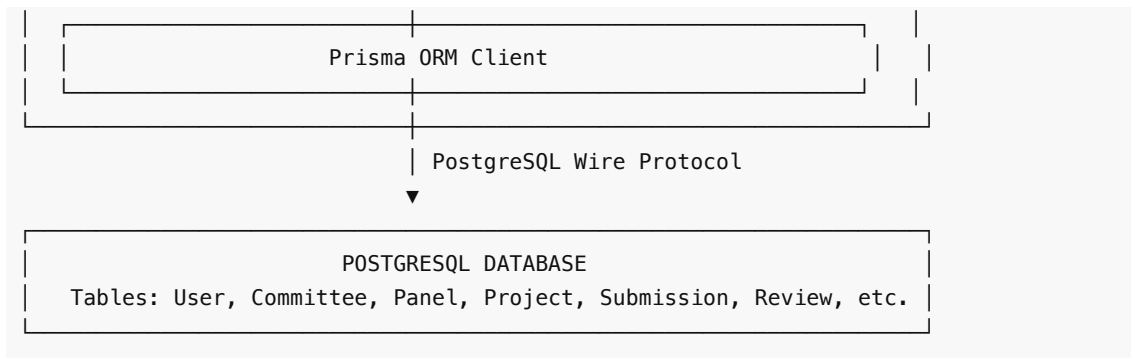 Prisma ORM Client
PostgreSQL Wire Protocol
POSTGRESQL DATABASE
Tables: User, Committee, Panel, Project, Submission, Review, etc.